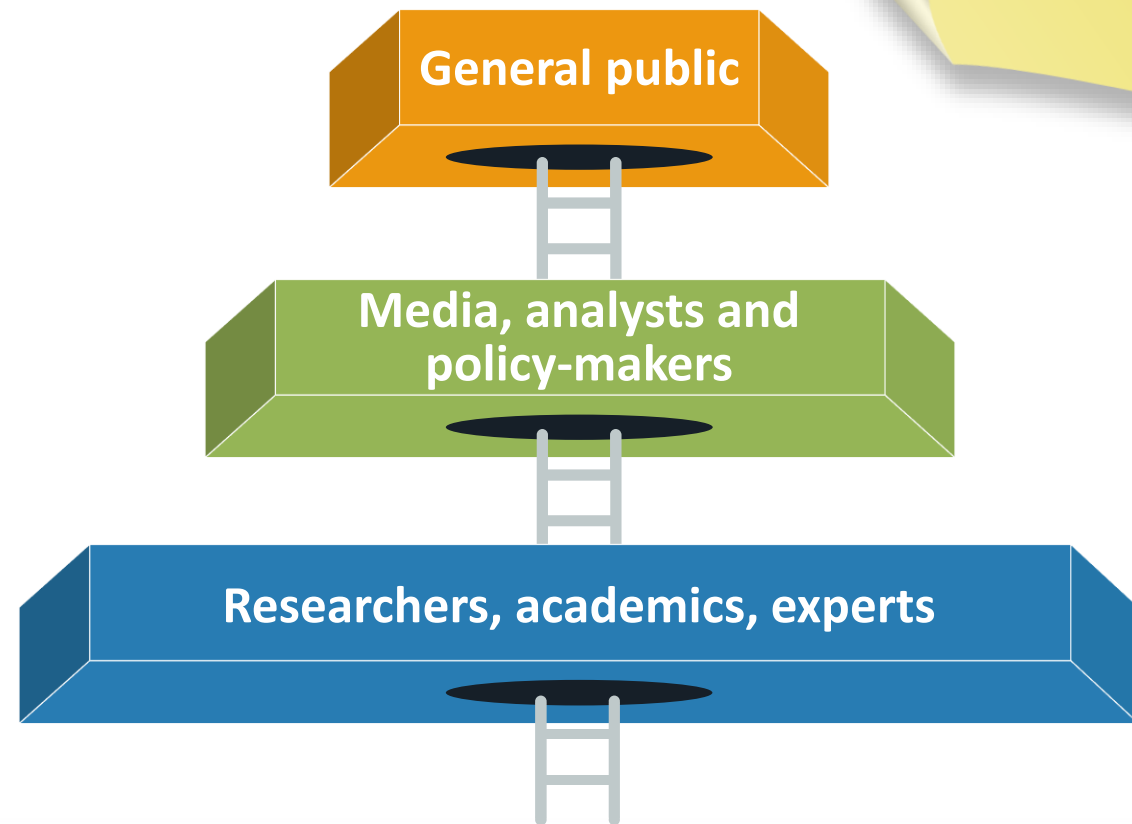 General public
Media, analysts and
policy-makers
Researchers, academics, experts